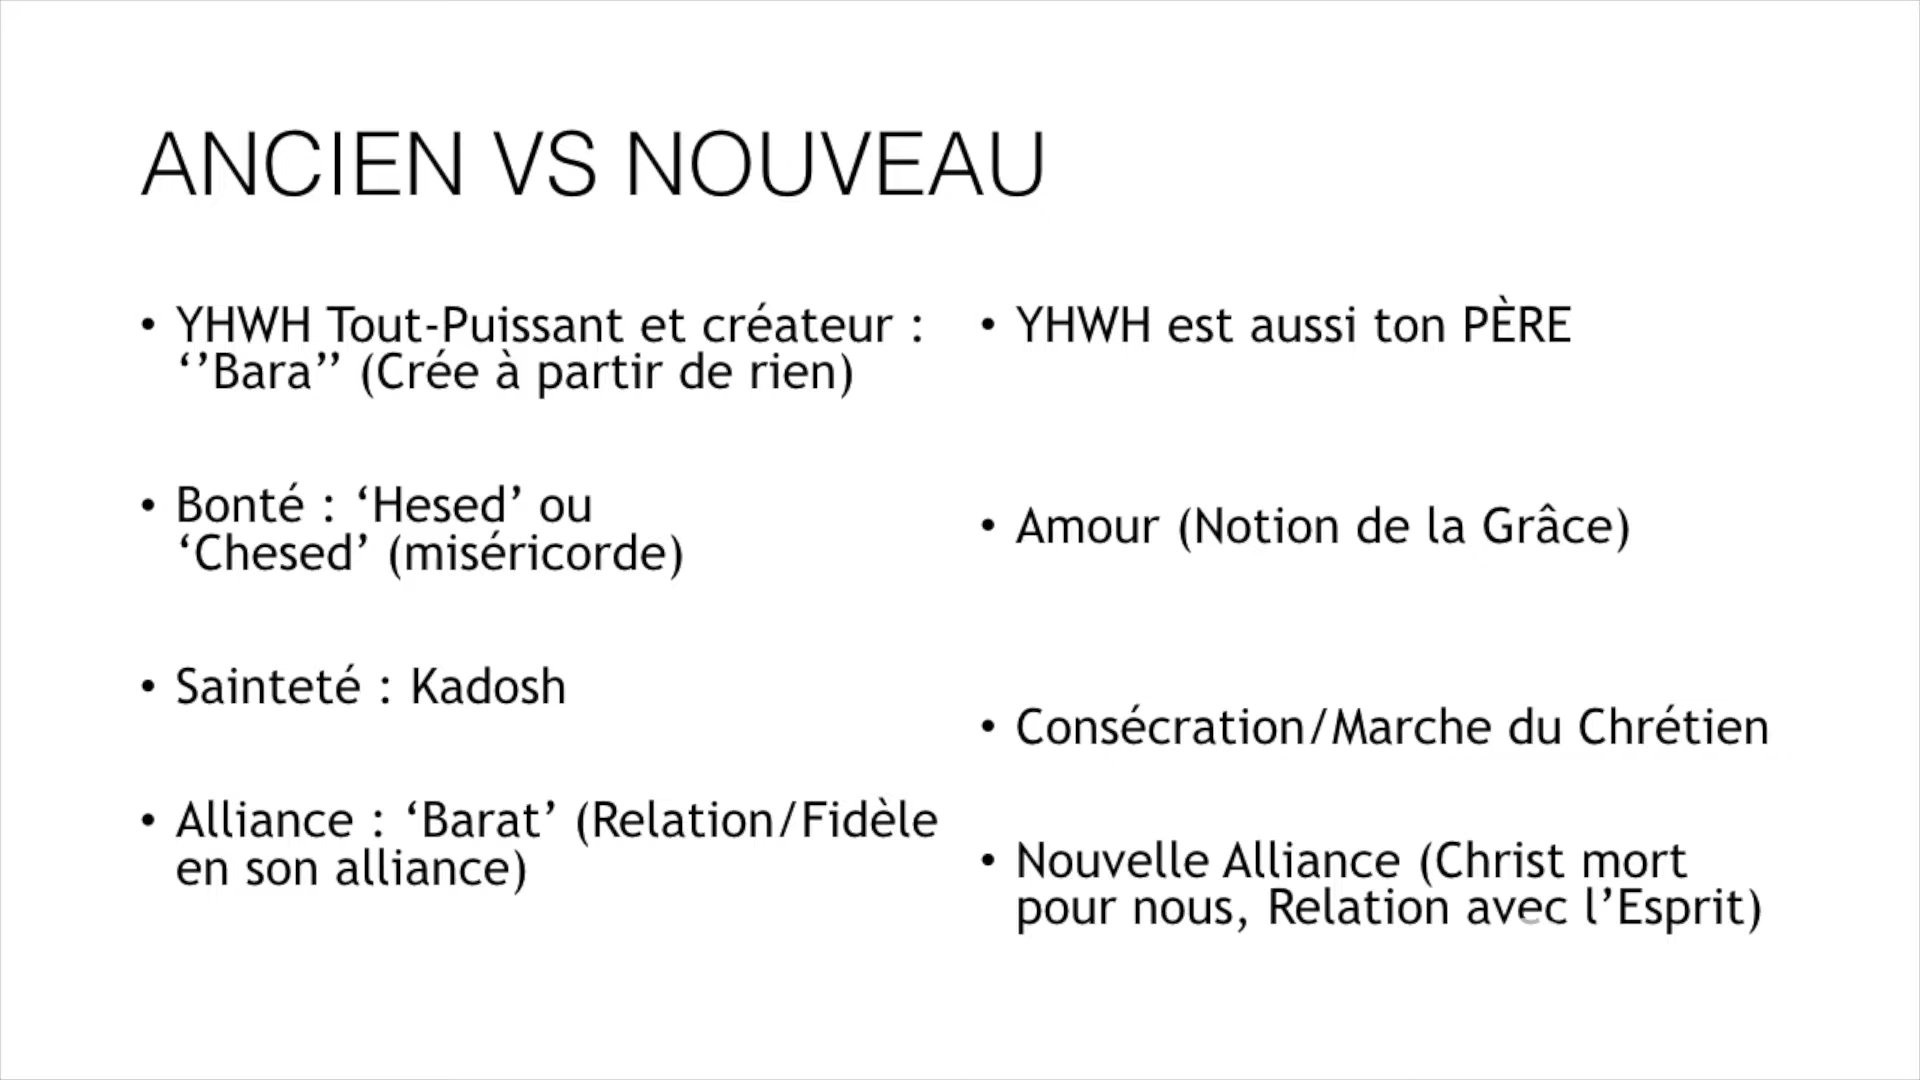 ANCIEN VS NOUVEAU
• YHWH Tout-Puissant et créateur :
‘’Bara’’ (Crée à partir de rien)
• Bonté : ‘Hesed’ ou
‘Chesed’ (miséricorde)
• Sainteté : Kadosh
• Alliance : ‘Barat’ (Relation/Fidèle
en son alliance)
• YHWH est aussi ton PÈRE
• Amour (Notion de la Grâce)
• Consécration/Marche du Chrétien
• Nouvelle Alliance (Christ mort
pour nous, Relation avec l’Esprit)